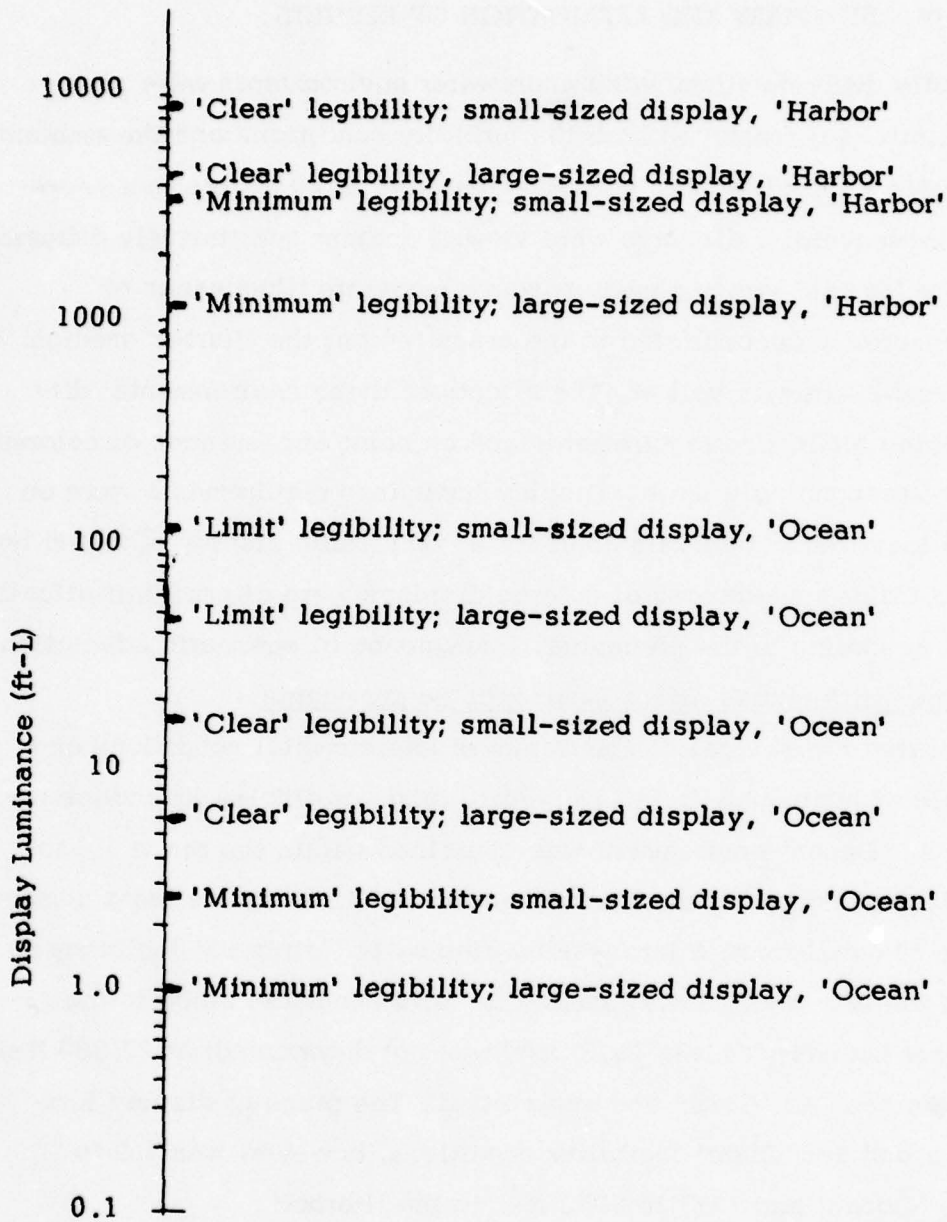 10000
'Clear' legibility; small-sized display, 'Harbor'
'Clear' legibility, large-sized display, 'Harbor'
'Minimum' legibility; small-sized display, 'Harbor'
1000
'Minimum' legibility; large-sized display, 'Harbor'
100
'Limit' legibility; small-sized display, 'Ocean'
'Limit' legibility; large-sized display, 'Ocean'
'Clear' legibility; small-sized display, 'Ocean'
10
'Clear' legibility; large-sized display, 'Ocean'
'Minimum' legibility; small-sized display, 'Ocean'
1.0
'Minimum' legibility; large-sized display, 'Ocean'
0.1
Display Luminance (ft-L)